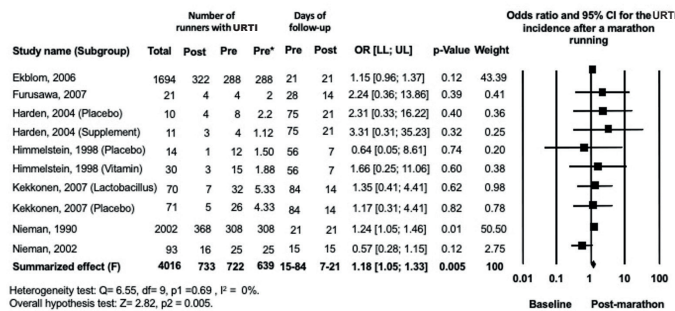 Number of runners with URTI
Days of follow-up
Odds ratio and 95% CI for the URTI incidence after a marathon running
Study name (Subgroup) Total Post Pre Pre* Pre Post OR [LL; UL] p-Value Weight
Ekblom, 2006 1694 322 288 288 21 21 1.15 [0.96; 1.37] 0.12 43.39
Furusawa, 2007 21 4 4 2 28 14 2.24 [0.36; 13.86] 0.39 0.41
Harden, 2004 (Placebo) 10 4 8 2.2 75 21 2.31 [0.33; 16.22] 0.40 0.36
Harden, 2004 (Supplement) 11 3 4 1.12 75 21 3.31 [0.31; 35.23] 0.32 0.25
Himmelstein, 1998 (Placebo) 14 1 12 1.50 56 7 0.64 [0.05; 8.61] 0.74 0.20
Himmelstein, 1998 (Vitamin) 30 3 15 1.88 56 7 1.66 [0.25; 11.06] 0.60 0.38
Kekkonen, 2007 (Lactobacillus) 70 7 32 5.33 84 14 1.35 [0.41; 4.41] 0.62 0.98
Kekkonen, 2007 (Placebo) 71 5 26 4.33 84 14 1.17 [0.31; 4.41] 0.82 0.78
Nieman, 1990 2002 368 308 308 21 21 1.24 [1.05; 1.46] 0.01 50.50
Nieman, 2002 93 16 25 25 15 15 0.57 [0.28; 1.15] 0.12 2.75
Summarized effect (F) 4016 733 722 639 15-84 7-21 1.18 [1.05; 1.33] 0.005 100
0.01 0.1 1 10 100
Heterogeneity test: Q= 6.55, df= 9, p1 =0.69 , I² = 0%.
Overall hypothesis test: Z= 2.82, p2 = 0.005.
Baseline Post-marathon